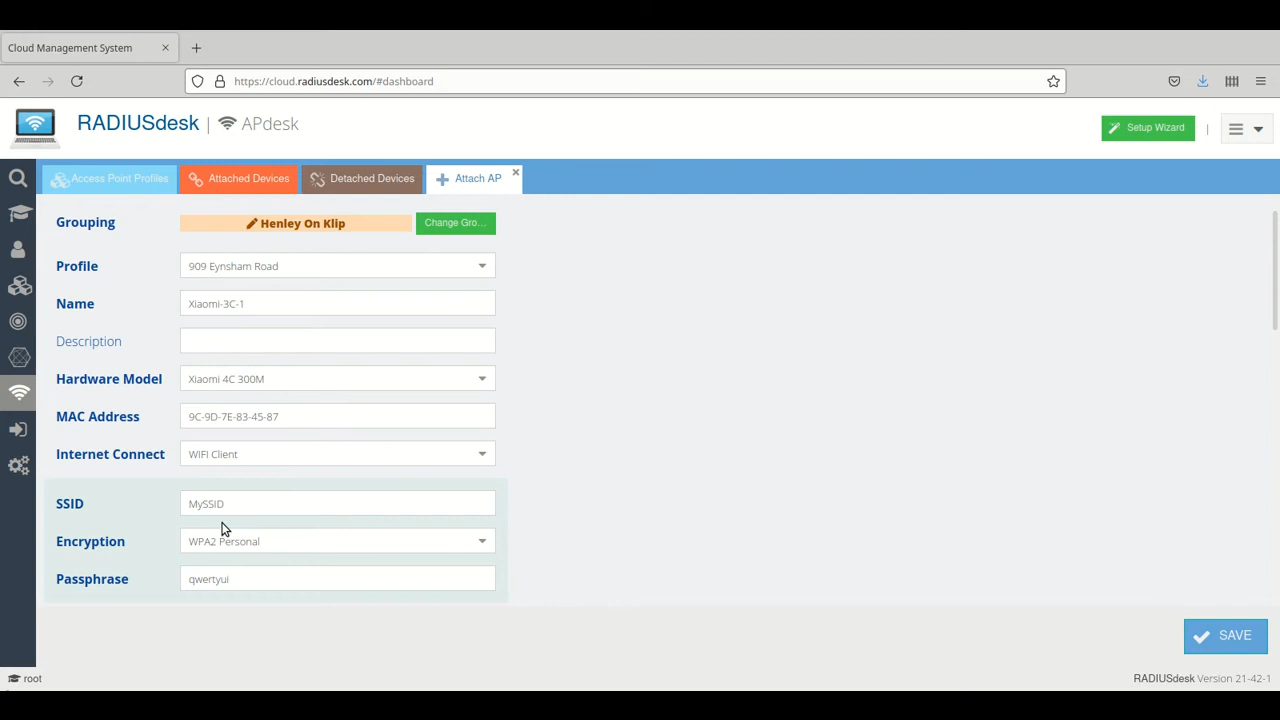 Cloud Management System
https://cloud.radiusdesk.com/#dashboard
RADIUSdesk | APdesk
Setup Wizard |
Access Point Profiles
Attached Devices
Detached Devices
Attach AP
Grouping
Henley On Klip
Change Gro...
Profile
909 Eynsham Road
Name
Xiaomi-3C-1
Description
Hardware Model
Xiaomi 4C 300M
MAC Address
9C-9D-7E-83-45-87
Internet Connect
WIFI Client
SSID
MySSID
Encryption
WPA2 Personal
Passphrase
qwertyui
SAVE
root
RADIUSdesk Version 21-42-1